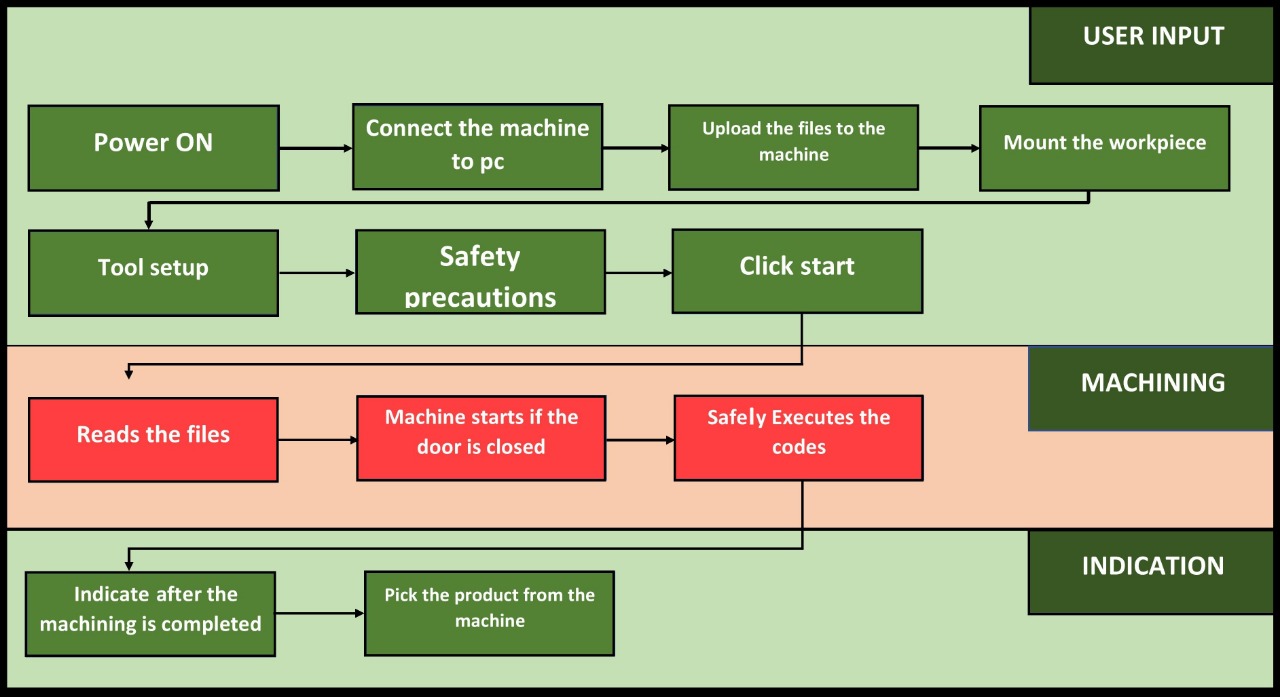 USER INPUT
Power ON
Connect the machine
to pc
Upload the files to the
machine
Mount the workpiece
Tool setup
Safety
precautions
Click start
MACHINING
Reads the files
Machine starts if the
door is closed
Safely Executes the
codes
INDICATION
Indicate after the
machining is completed
Pick the product from the
machine